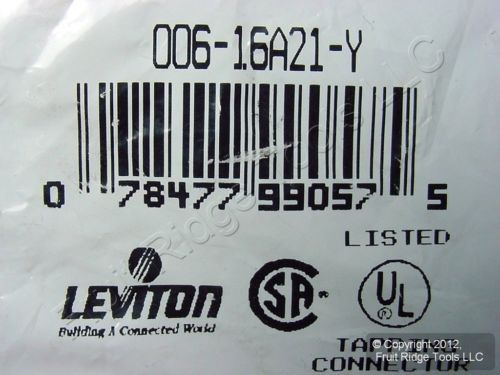 006-16A21-Y
0 78477 99057 5
LISTED
LEVITON
Building A Connected World
SA
UL
CONNECTOR
© Copyright 2012,
Fruit Ridge Tools LLC